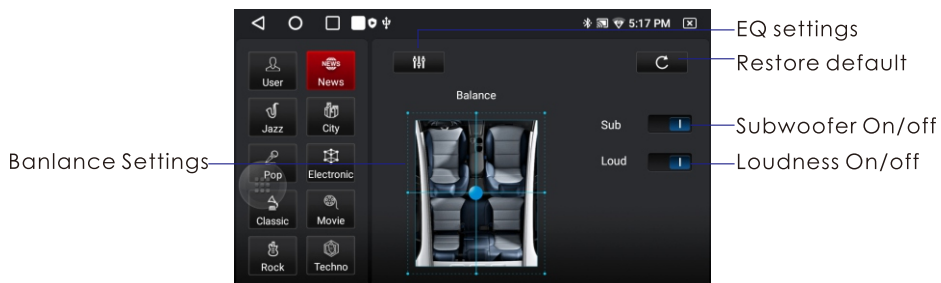 5:17 PM
EQ settings
Restore default
User
NEWS
News
Balance
Jazz
City
Sub
Subwoofer On/off
Banlance Settings
Pop
Electronic
Loud
Loudness On/off
Classic
Movie
Rock
Techno